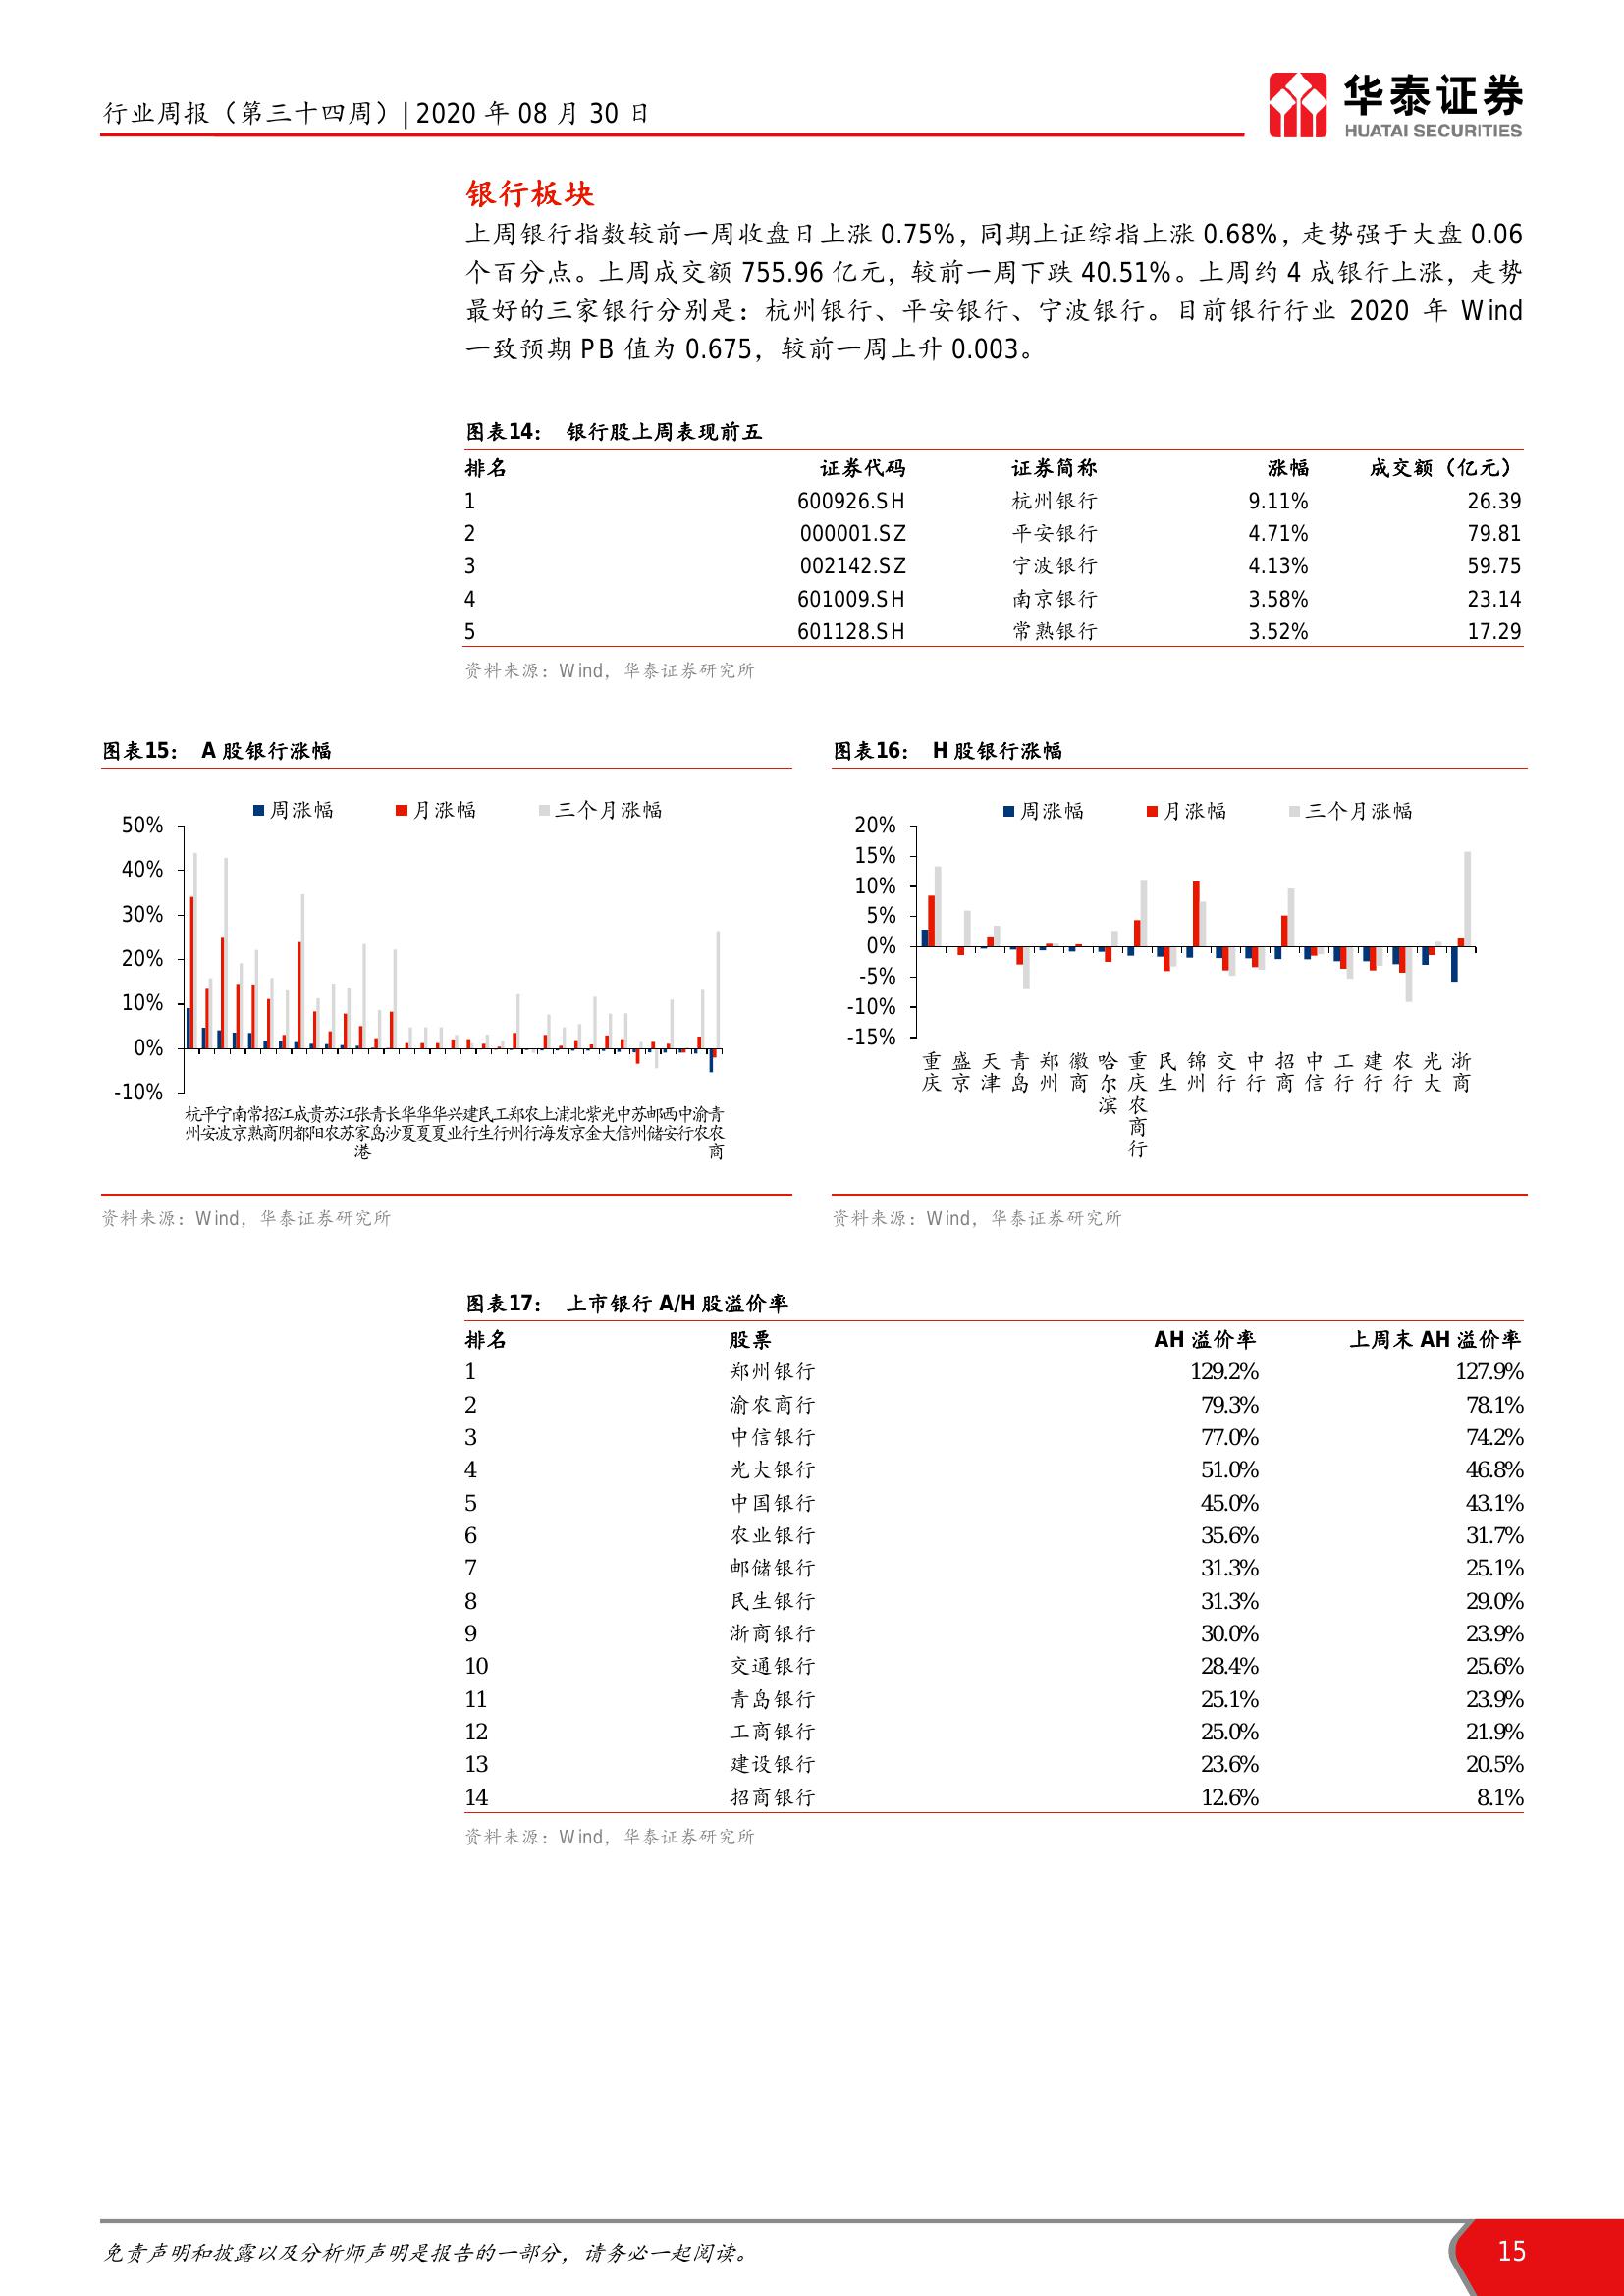 行业周报（第三十四周）| 2020 年 08 月 30 日
华泰证券
HUATAI SECURITIES
银行板块
上周银行指数较前一周收盘日上涨 0.75%，同期上证综指上涨 0.68%，走势强于大盘 0.06
个百分点。上周成交额 755.96 亿元，较前一周下跌 40.51%。上周约 4 成银行上涨，走势
最好的三家银行分别是：杭州银行、平安银行、宁波银行。目前银行行业 2020 年 Wind
一致预期 PB 值为 0.675，较前一周上升 0.003。
图表14： 银行股上周表现前五
排名 证券代码 证券简称 涨幅 成交额（亿元）
1 600926.SH 杭州银行 9.11% 26.39
2 000001.SZ 平安银行 4.71% 79.81
3 002142.SZ 宁波银行 4.13% 59.75
4 601009.SH 南京银行 3.58% 23.14
5 601128.SH 常熟银行 3.52% 17.29
资料来源：Wind，华泰证券研究所
图表15： A 股银行涨幅
周涨幅 月涨幅 三个月涨幅
50%
40%
30%
20%
10%
0%
-10%
杭州 平安 宁波 南京 常熟 招商 江阴 成都 贵阳 苏农 江苏 张家港 青岛 长沙 华夏 华夏 华夏 兴业 建行 民生 工行 郑州 农行 上海 浦发 北京 紫金 光大 中信 苏州 邮储 西安 中行 渝农 青农商
资料来源：Wind，华泰证券研究所
图表16： H 股银行涨幅
周涨幅 月涨幅 三个月涨幅
20%
15%
10%
5%
0%
-5%
-10%
-15%
重庆 盛京 天津 青岛 郑州 徽商 哈尔滨 重庆农商行 民生 锦州 交行 中行 招商 中信 工行 建行 农行 光大 浙商
资料来源：Wind，华泰证券研究所
图表17： 上市银行 A/H 股溢价率
排名 股票 AH 溢价率 上周末 AH 溢价率
1 郑州银行 129.2% 127.9%
2 渝农商行 79.3% 78.1%
3 中信银行 77.0% 74.2%
4 光大银行 51.0% 46.8%
5 中国银行 45.0% 43.1%
6 农业银行 35.6% 31.7%
7 邮储银行 31.3% 25.1%
8 民生银行 31.3% 29.0%
9 浙商银行 30.0% 23.9%
10 交通银行 28.4% 25.6%
11 青岛银行 25.1% 23.9%
12 工商银行 25.0% 21.9%
13 建设银行 23.6% 20.5%
14 招商银行 12.6% 8.1%
资料来源：Wind，华泰证券研究所
免责声明和披露以及分析师声明是报告的一部分，请务必一起阅读。
15